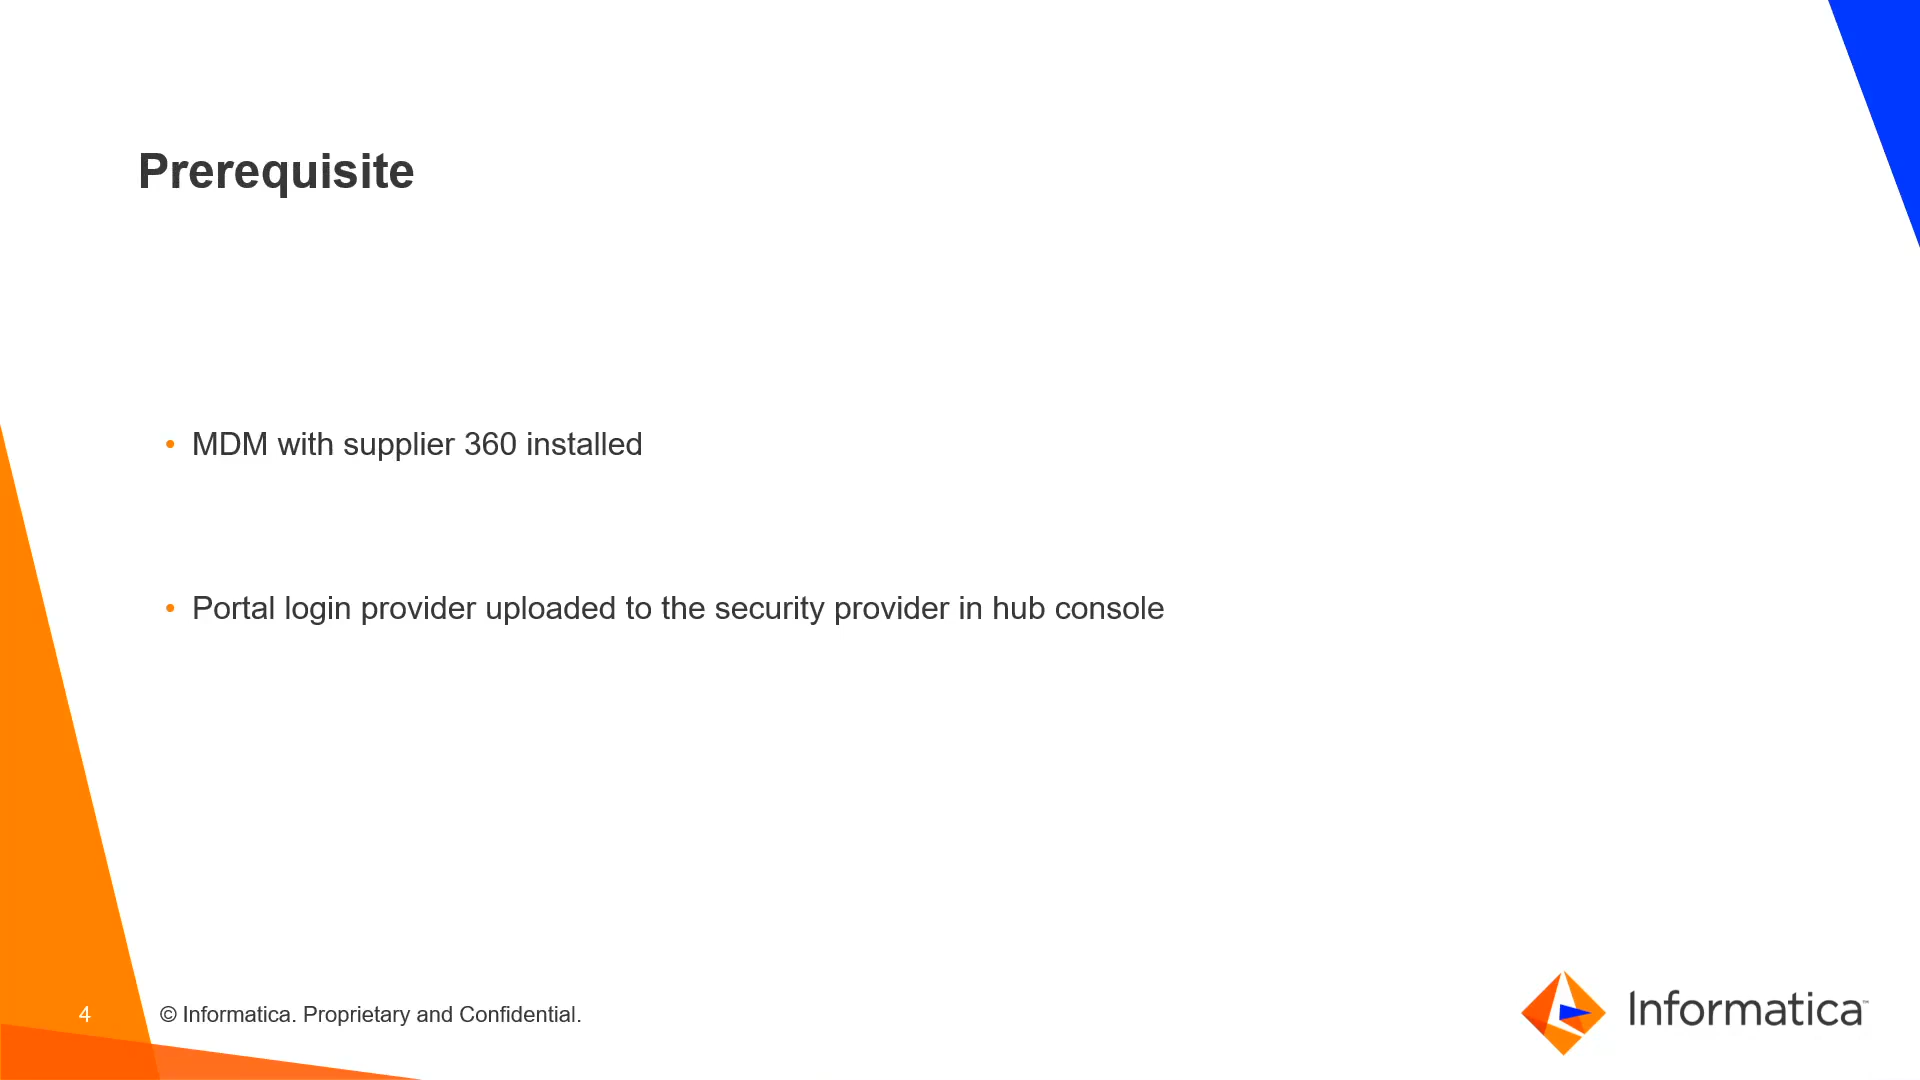 Prerequisite
• MDM with supplier 360 installed
• Portal login provider uploaded to the security provider in hub console
4
© Informatica. Proprietary and Confidential.
Informatica™